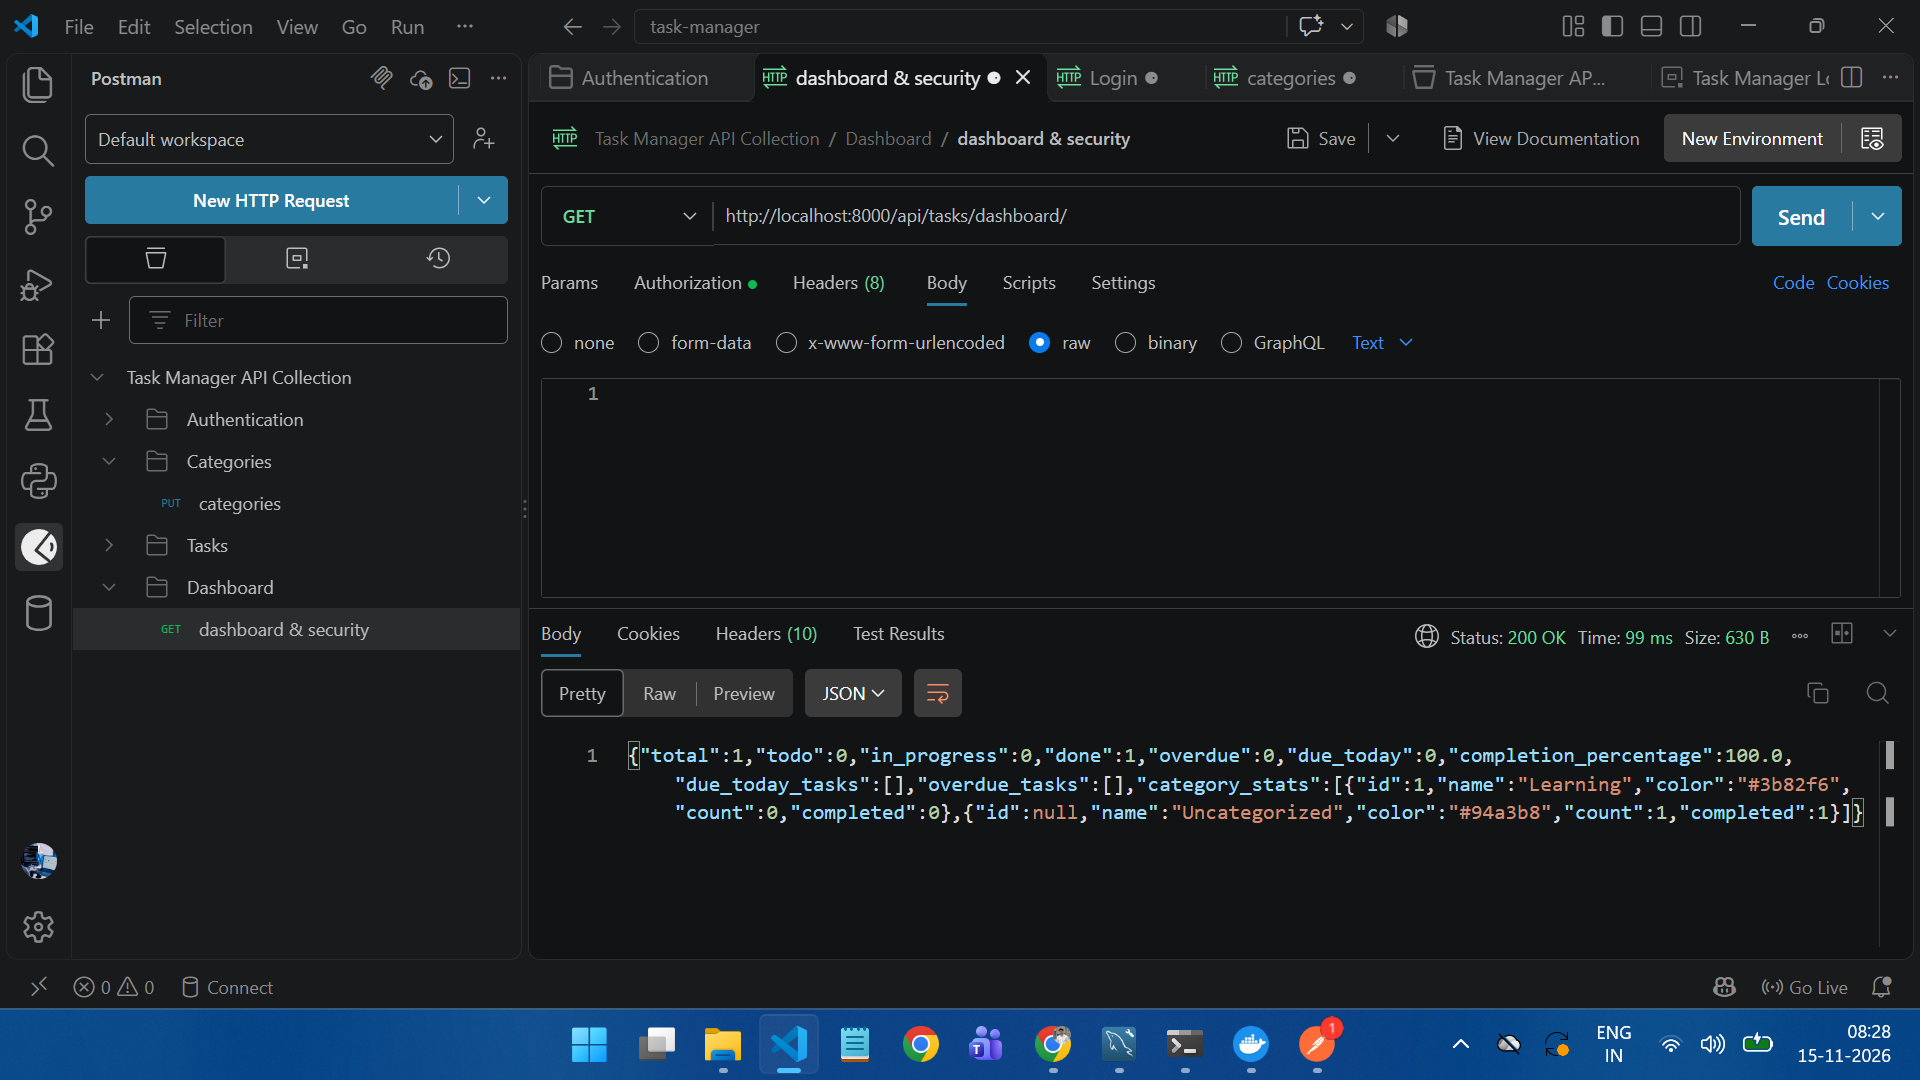 File Edit Selection View Go Run ···
task-manager
Postman
Default workspace
New HTTP Request
Filter
Task Manager API Collection
Authentication
Categories
PUT categories
Tasks
Dashboard
GET dashboard & security
Authentication
HTTP dashboard & security
HTTP Login
HTTP categories
Task Manager AP...
Task Manager Lo
HTTP Task Manager API Collection / Dashboard / dashboard & security
Save
View Documentation
New Environment
GET http://localhost:8000/api/tasks/dashboard/
Send
Params Authorization Headers (8) Body Scripts Settings
Code Cookies
none form-data x-www-form-urlencoded raw binary GraphQL Text
1
Body Cookies Headers (10) Test Results
Status: 200 OK Time: 99 ms Size: 630 B
Pretty Raw Preview JSON
1 {"total":1,"todo":0,"in_progress":0,"done":1,"overdue":0,"due_today":0,"completion_percentage":100.0,
"due_today_tasks":[],"overdue_tasks":[],"category_stats":[{"id":1,"name":"Learning","color":"#3b82f6",
"count":0,"completed":0},{"id":null,"name":"Uncategorized","color":"#94a3b8","count":1,"completed":1}]}
0 0 Connect
Go Live
1
ENG
IN
08:28
15-11-2026